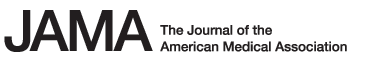 JAMA
The Journal of the
American Medical Association